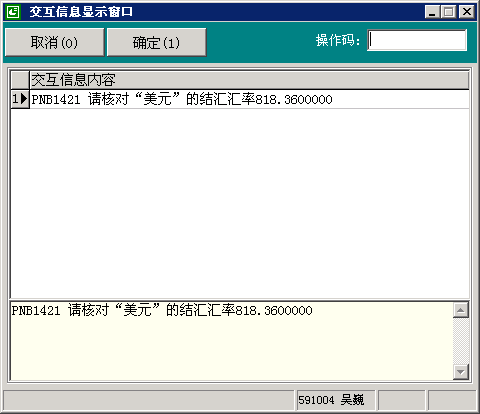 交互信息显示窗口
取消(0) 确定(1) 操作码:
交互信息内容
1 PNB1421 请核对“美元”的结汇汇率818.3600000
PNB1421 请核对“美元”的结汇汇率818.3600000
591004 吴巍